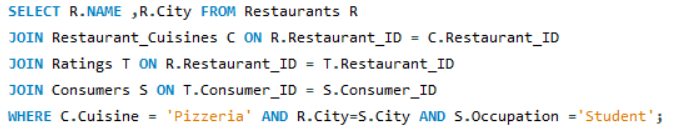 SELECT R.NAME ,R.City FROM Restaurants R
JOIN Restaurant_Cuisines C ON R.Restaurant_ID = C.Restaurant_ID
JOIN Ratings T ON R.Restaurant_ID = T.Restaurant_ID
JOIN Consumers S ON T.Consumer_ID = S.Consumer_ID
WHERE C.Cuisine = 'Pizzeria' AND R.City=S.City AND S.Occupation ='Student';